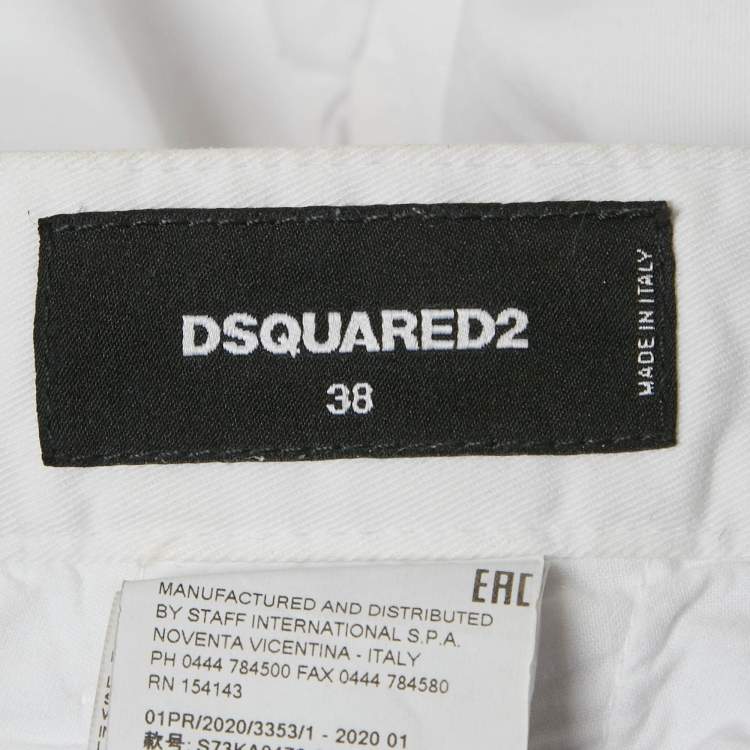 DSQUARED2
38
MADE IN ITALY
EAC
MANUFACTURED AND DISTRIBUTED
BY STAFF INTERNATIONAL S.P.A.
NOVENTA VICENTINA - ITALY
PH 0444 784500 FAX 0444 784580
RN 154143
01PR/2020/3353/1 - 2020 01
款号: